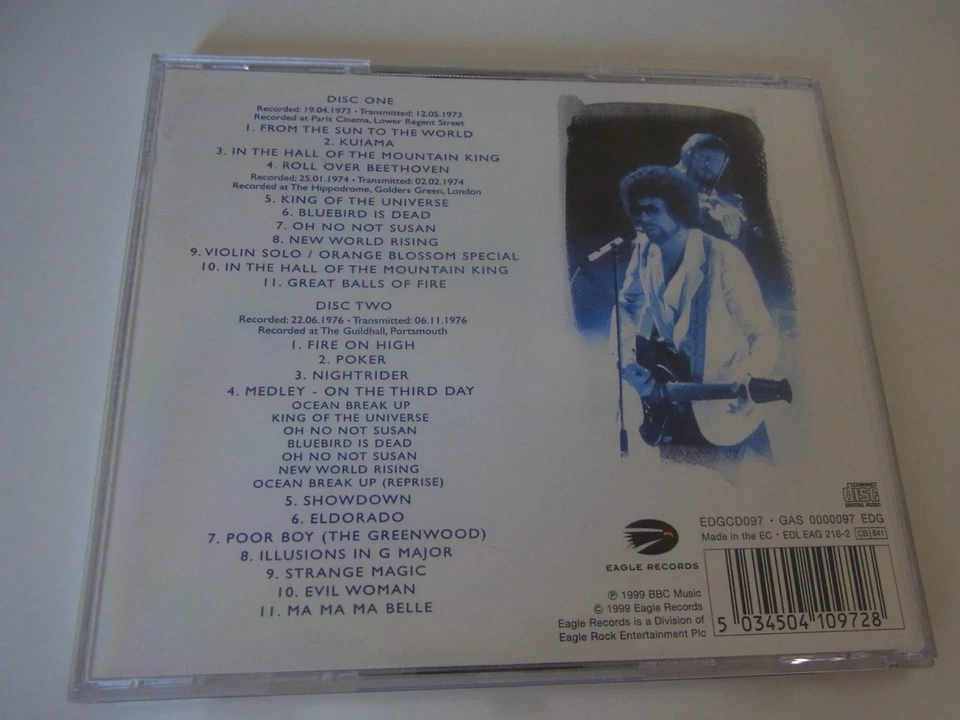 DISC ONE
Recorded: 19.04.1973 • Transmitted: 12.05.1973
Recorded at Paris Cinema, Lower Regent Street
1. FROM THE SUN TO THE WORLD
2. KUIAMA
3. IN THE HALL OF THE MOUNTAIN KING
4. ROLL OVER BEETHOVEN
Recorded: 25.01.1974 • Transmitted: 02.02.1974
Recorded at The Hippodrome, Golders Green, London
5. KING OF THE UNIVERSE
6. BLUEBIRD IS DEAD
7. OH NO NOT SUSAN
8. NEW WORLD RISING
9. VIOLIN SOLO / ORANGE BLOSSOM SPECIAL
10. IN THE HALL OF THE MOUNTAIN KING
11. GREAT BALLS OF FIRE
DISC TWO
Recorded: 22.06.1976 • Transmitted: 06.11.1976
Recorded at The Guildhall, Portsmouth
1. FIRE ON HIGH
2. POKER
3. NIGHTRIDER
4. MEDLEY - ON THE THIRD DAY
OCEAN BREAK UP
KING OF THE UNIVERSE
OH NO NOT SUSAN
BLUEBIRD IS DEAD
OH NO NOT SUSAN
NEW WORLD RISING
OCEAN BREAK UP (REPRISE)
5. SHOWDOWN
6. ELDORADO
7. POOR BOY (THE GREENWOOD)
8. ILLUSIONS IN G MAJOR
9. STRANGE MAGIC
10. EVIL WOMAN
11. MA MA MA BELLE
COMPACT
disc
DIGITAL AUDIO
EDGCD097 • GAS 0000097 EDG
Made in the EC • EDL EAG 216-2 CB 641
EAGLE RECORDS
℗ 1999 BBC Music
© 1999 Eagle Records
Eagle Records is a Division of
Eagle Rock Entertainment Plc
5 034504 109728